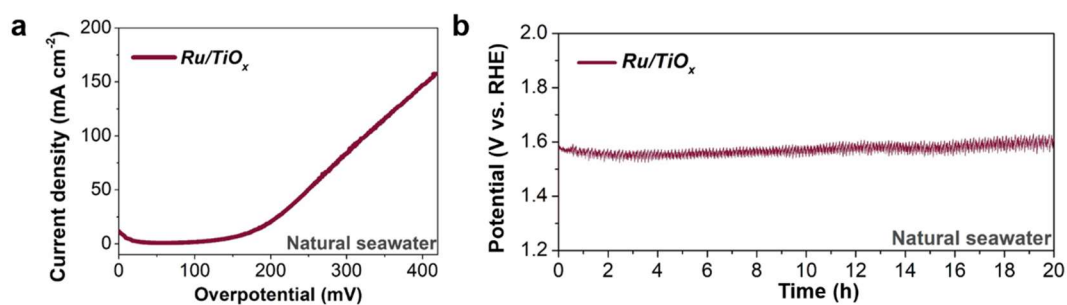 a
Current density (mA cm⁻²)
200
150
100
50
0
Ru/TiOₓ
Natural seawater
0 100 200 300 400
Overpotential (mV)
b
Potential (V vs. RHE)
2.0
1.8
1.6
1.4
1.2
Ru/TiOₓ
Natural seawater
0 2 4 6 8 10 12 14 16 18 20
Time (h)